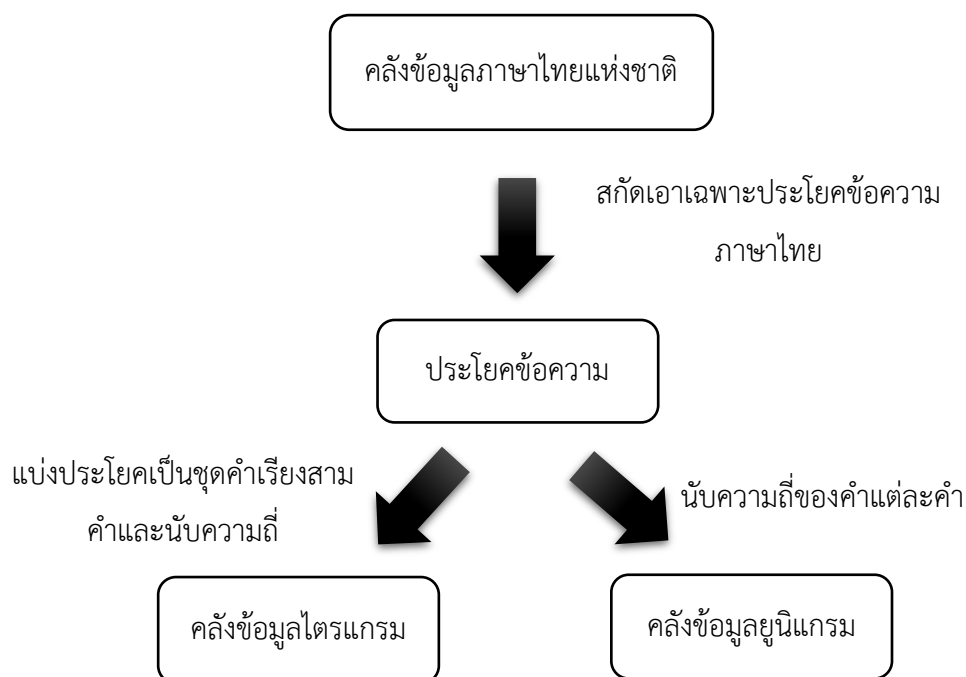 คลังข้อมูลภาษาไทยแห่งชาติ
สกัดเอาเฉพาะประโยคข้อความ
ภาษาไทย
ประโยคข้อความ
แบ่งประโยคเป็นชุดคำเรียงสาม
คำและนับความถี่
นับความถี่ของคำแต่ละคำ
คลังข้อมูลไตรแกรม
คลังข้อมูลยูนิแกรม